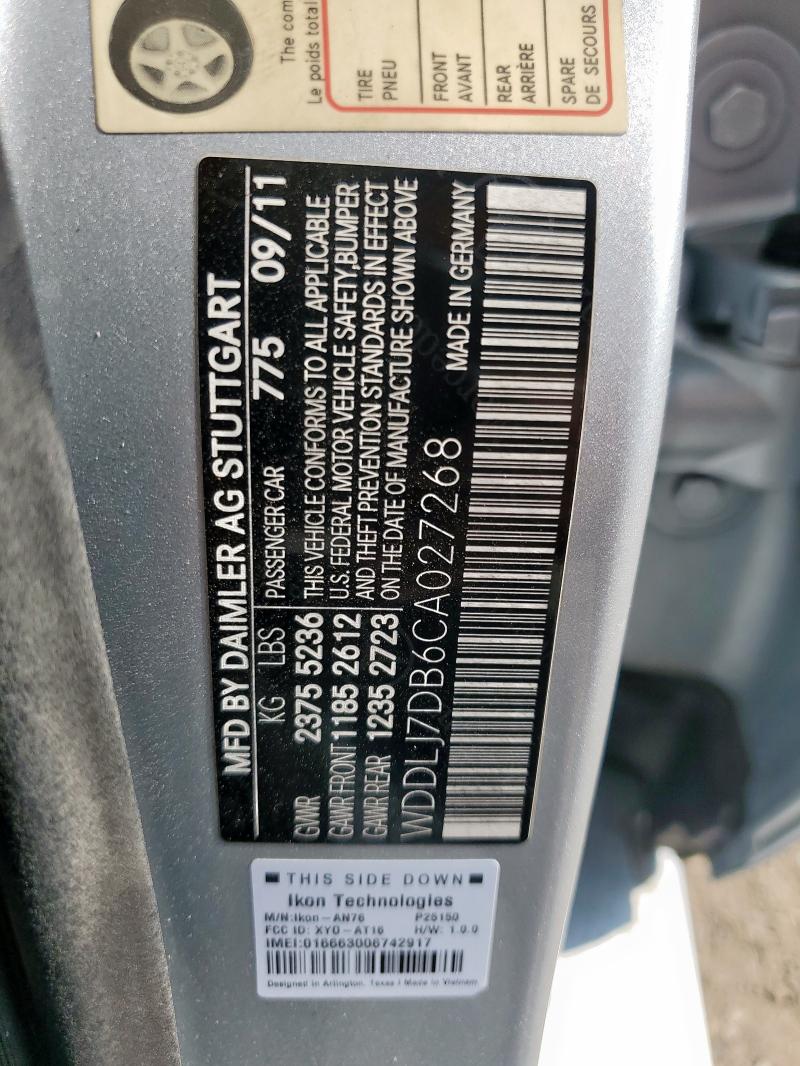 The com
Le poids total
TIRE
PNEU
FRONT
AVANT
REAR
ARRIÈRE
SPARE
DE SECOURS
MFD BY DAIMLER AG STUTTGART
KG LBS PASSENGER CAR 775 09/11
GVWR 2375 5236 THIS VEHICLE CONFORMS TO ALL APPLICABLE
GAWR FRONT 1185 2612 U.S. FEDERAL MOTOR VEHICLE SAFETY,BUMPER
GAWR REAR 1235 2723 AND THEFT PREVENTION STANDARDS IN EFFECT
ON THE DATE OF MANUFACTURE SHOWN ABOVE
WDDLJ7DB6CA027268 MADE IN GERMANY
THIS SIDE DOWN
Ikon Technologies
M/N:Ikon-AN76 P25150
FCC ID: XYO-AT16 H/W: 1.0.0
IMEI:016663006742917
Designed in Arlington, Texas | Made in Vietnam